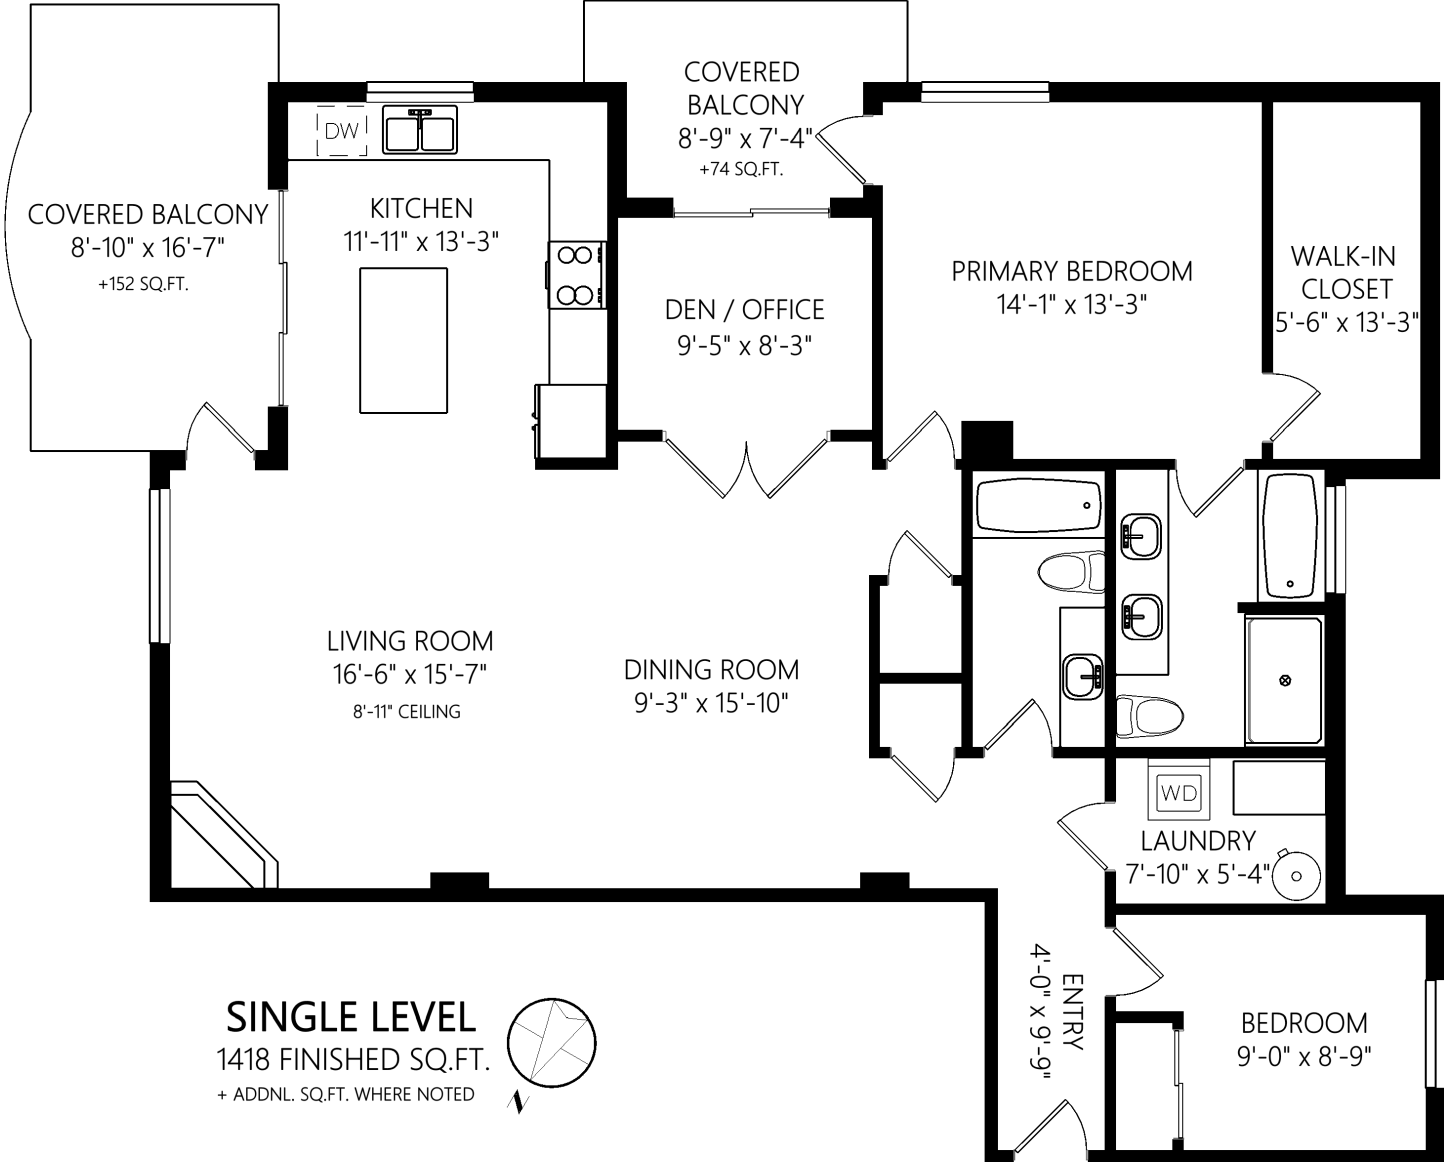 COVERED
BALCONY
8'-9" x 7'-4"
+74 SQ.FT.
DW
COVERED BALCONY
8'-10" x 16'-7"
+152 SQ.FT.
KITCHEN
11'-11" x 13'-3"
DEN / OFFICE
9'-5" x 8'-3"
PRIMARY BEDROOM
14'-1" x 13'-3"
WALK-IN
CLOSET
5'-6" x 13'-3"
LIVING ROOM
16'-6" x 15'-7"
8'-11" CEILING
DINING ROOM
9'-3" x 15'-10"
WD
LAUNDRY
7'-10" x 5'-4"
ENTRY
4'-0" x 9'-9"
BEDROOM
9'-0" x 8'-9"
SINGLE LEVEL
1418 FINISHED SQ.FT.
+ ADDNL. SQ.FT. WHERE NOTED
N